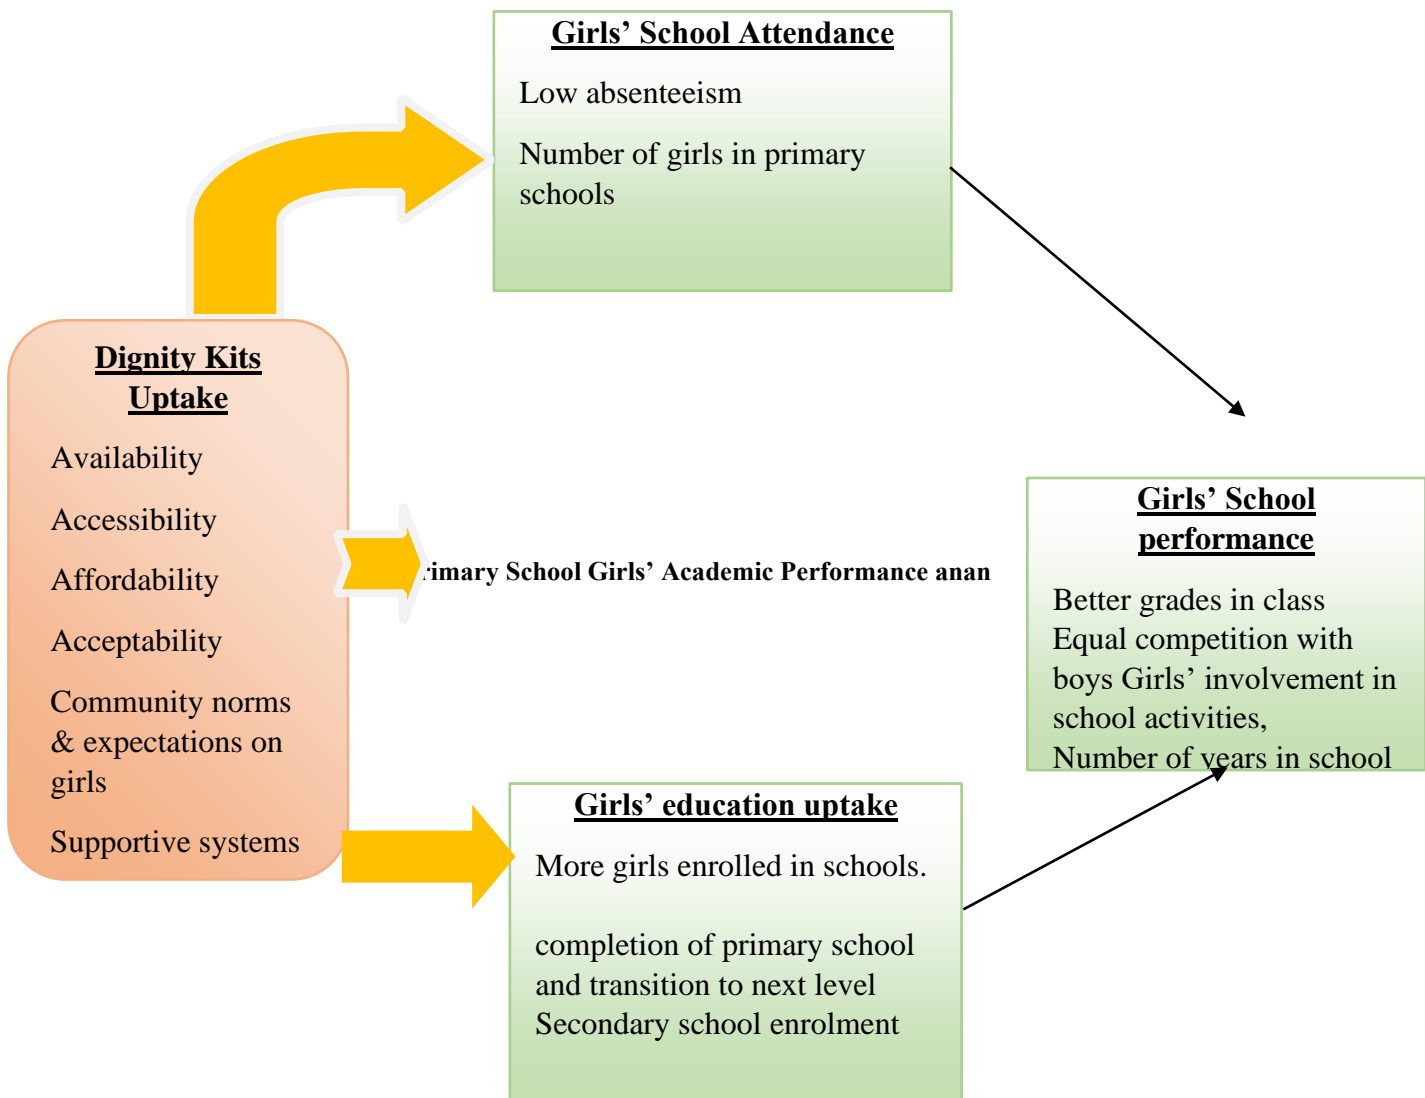 Girls’ School Attendance
Low absenteeism
Number of girls in primary
schools
Dignity Kits
Uptake
Availability
Accessibility
Affordability
Acceptability
Community norms
& expectations on
girls
Supportive systems
rimary School Girls’ Academic Performance anan
Girls’ School
performance
Better grades in class
Equal competition with
boys Girls’ involvement in
school activities,
Number of years in school
Girls’ education uptake
More girls enrolled in schools.
completion of primary school
and transition to next level
Secondary school enrolment